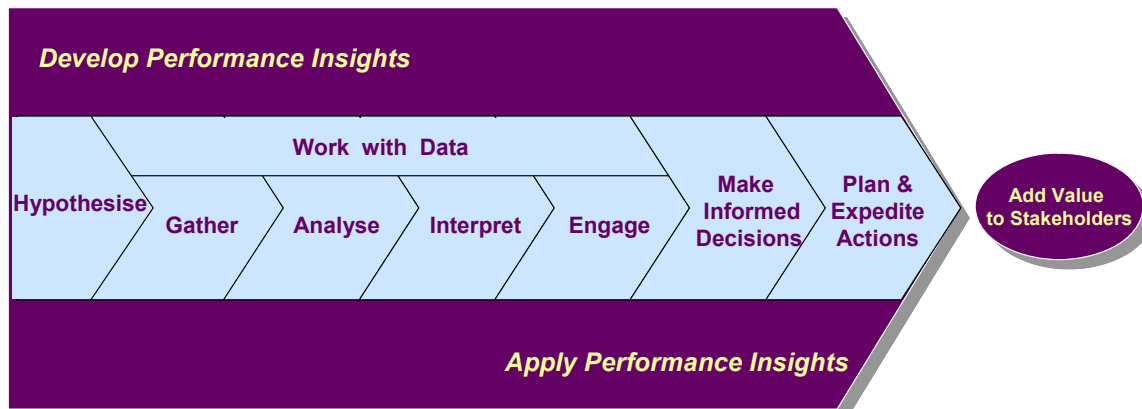 Develop Performance Insights
Work with Data
Hypothesise
Gather
Analyse
Interpret
Engage
Make
Informed
Decisions
Plan &
Expedite
Actions
Add Value
to Stakeholders
Apply Performance Insights